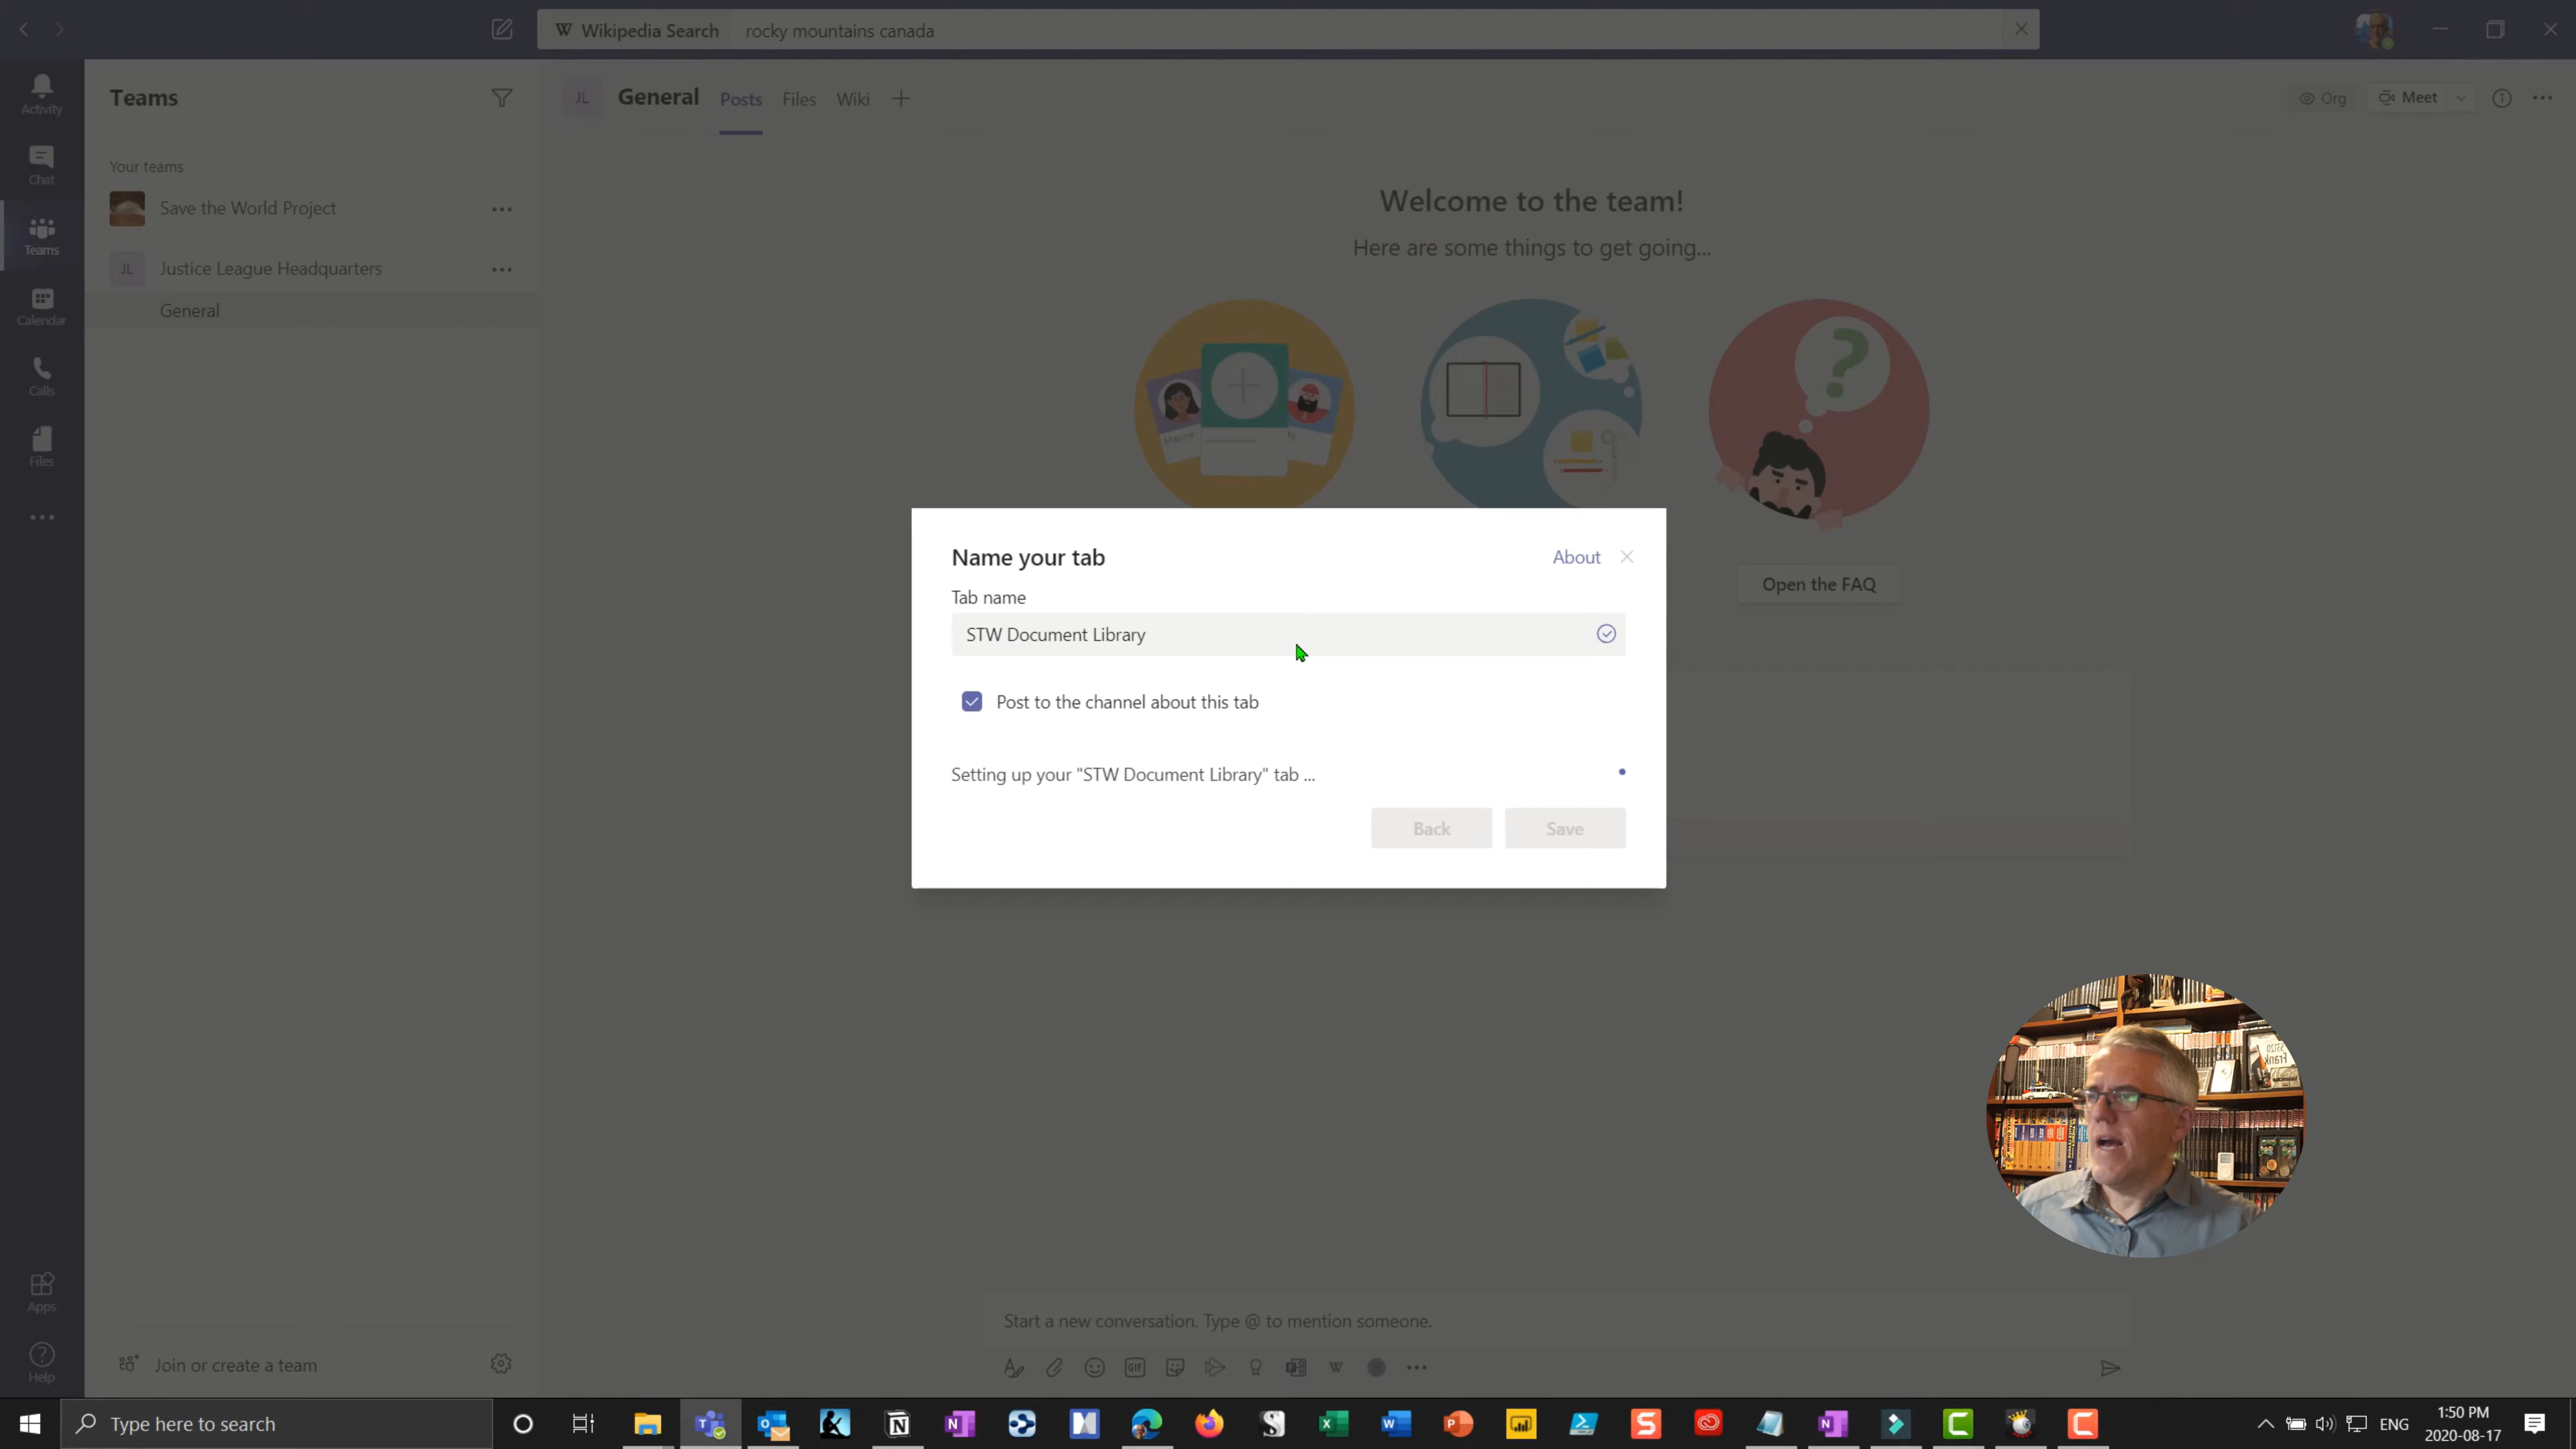 Wikipedia Search rocky mountains canada
Activity
Chat
Teams
Calendar
Calls
Files
Apps
Help
Teams
Your teams
Save the World Project
JL Justice League Headquarters
General
Join or create a team
JL General Posts Files Wiki
Org Meet
Welcome to the team!
Here are some things to get going...
Open the FAQ
Name your tab About
Tab name
STW Document Library
Post to the channel about this tab
Setting up your "STW Document Library" tab ...
Back Save
Start a new conversation. Type @ to mention someone.
GIF
Type here to search
ENG
1:50 PM
2020-08-17